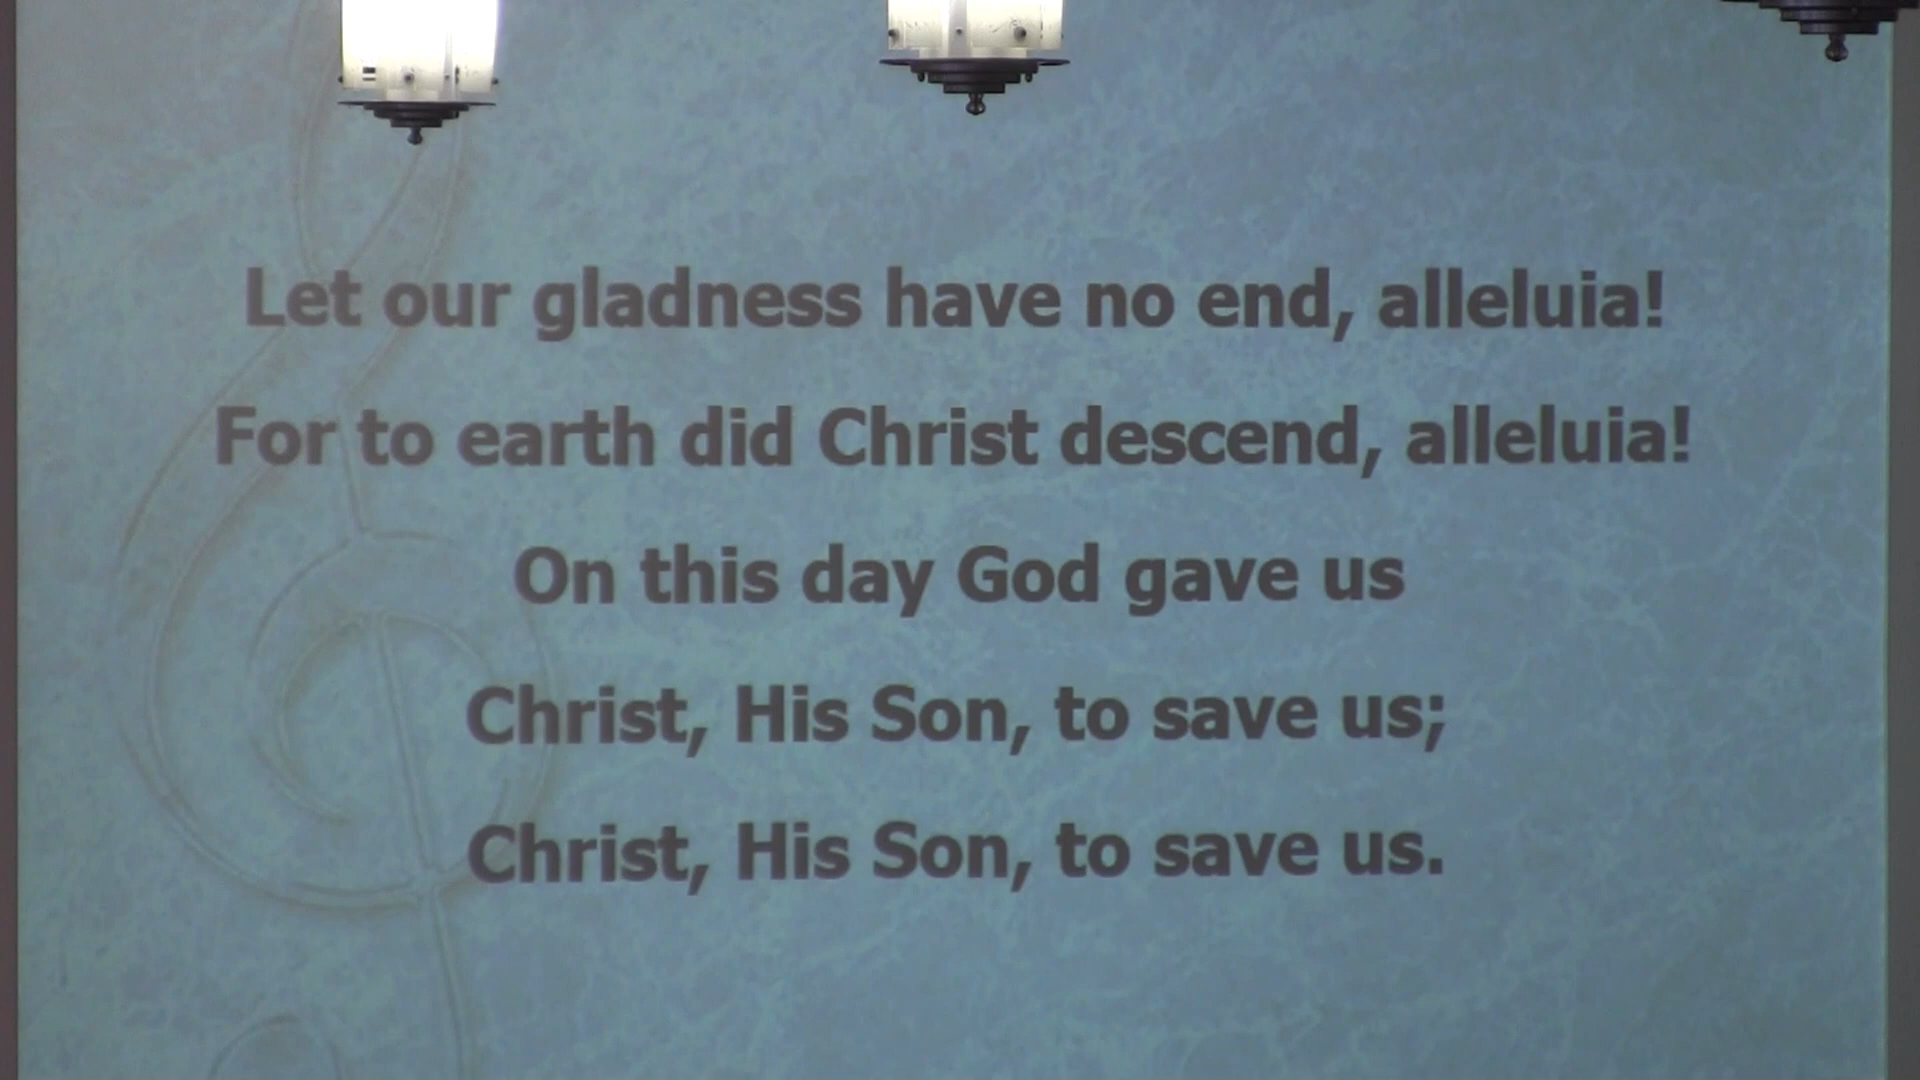 Let our gladness have no end, alleluia!
For to earth did Christ descend, alleluia!
On this day God gave us
Christ, His Son, to save us;
Christ, His Son, to save us.